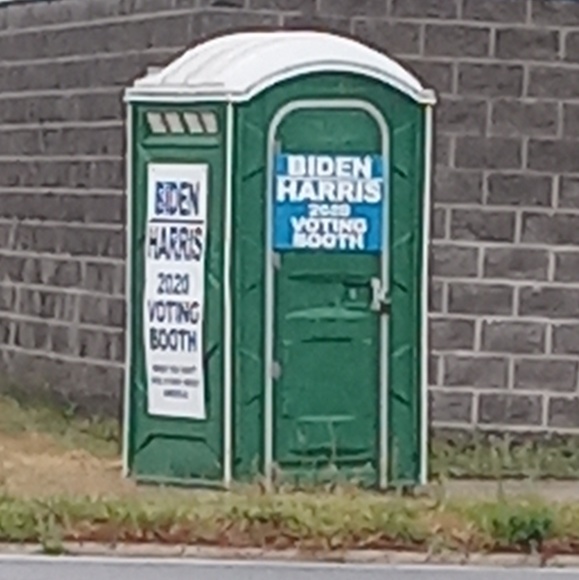 BIDEN
HARRIS
2020
VOTING
BOOTH
BIDEN
HARRIS
2020
VOTING
BOOTH